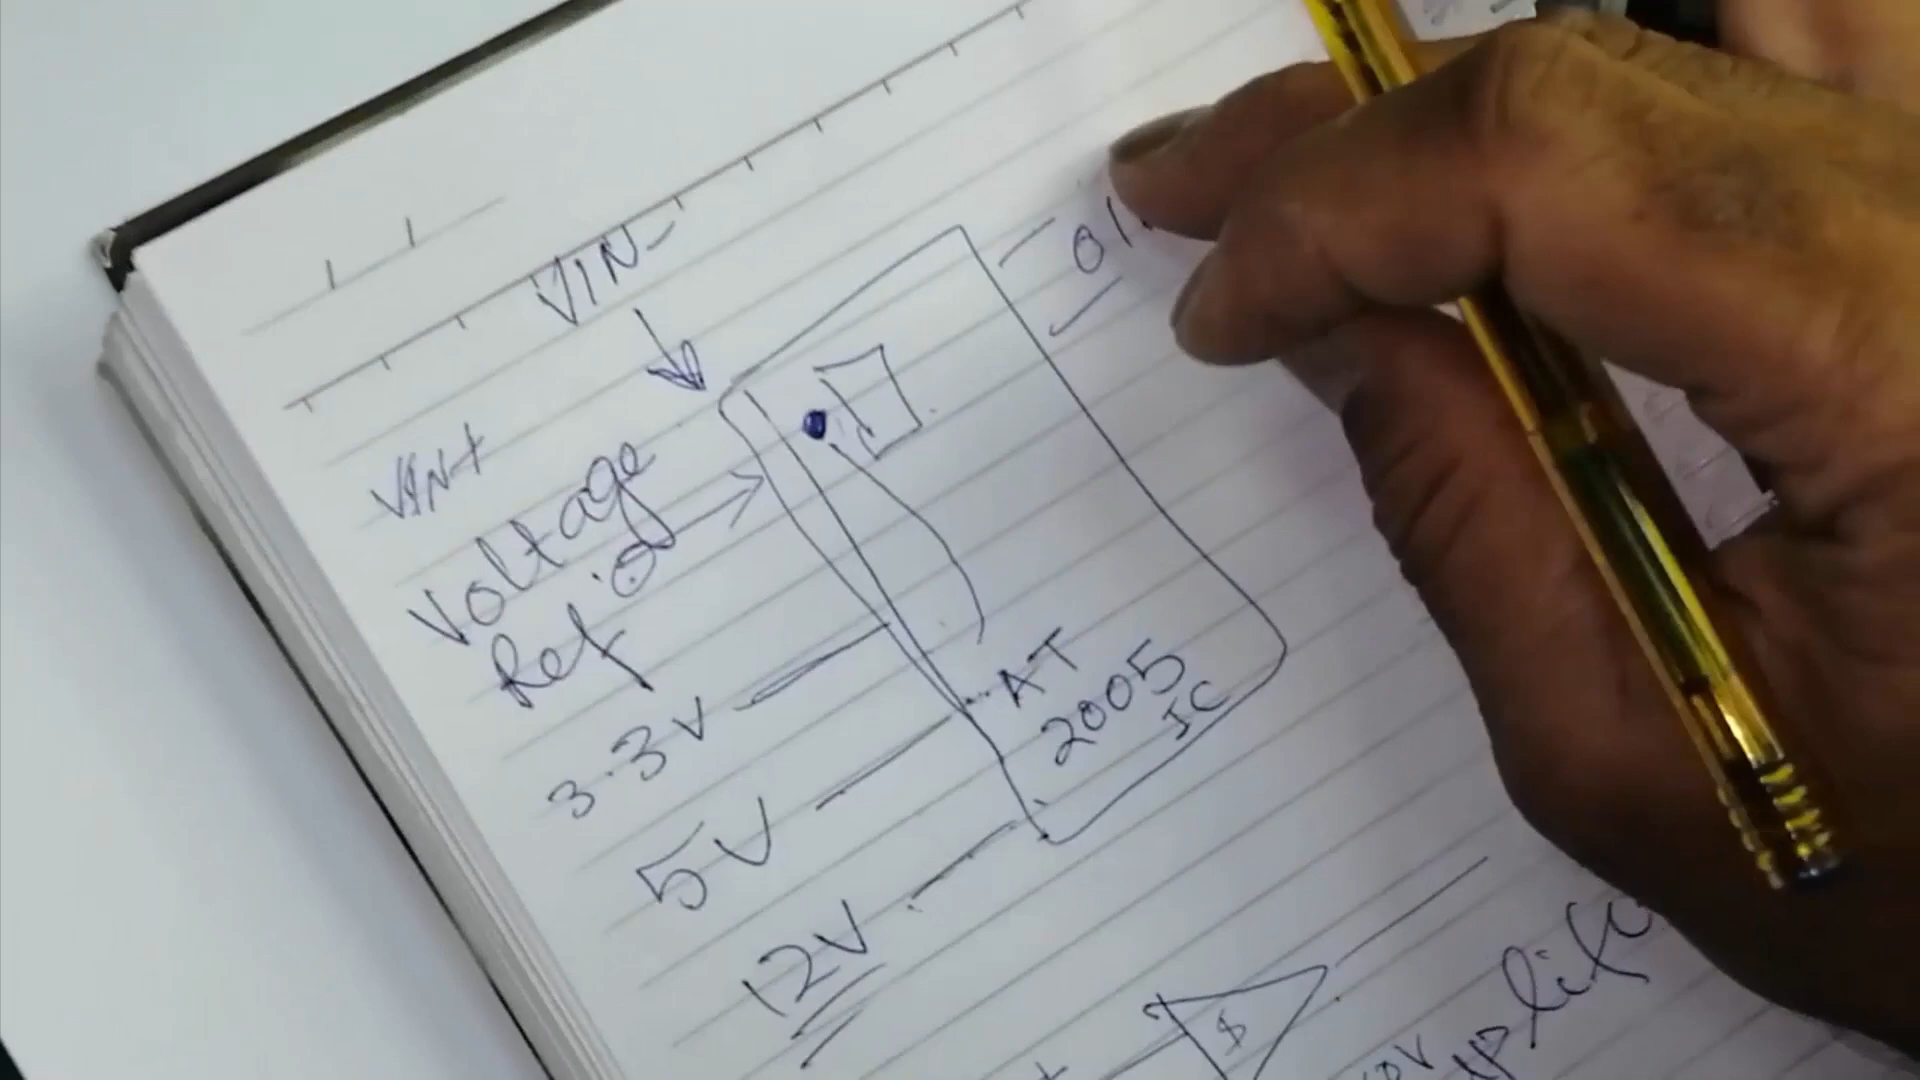 VIN-
VIN+
Voltage
Ref
3.3V
5V
12V
AT
2005
IC